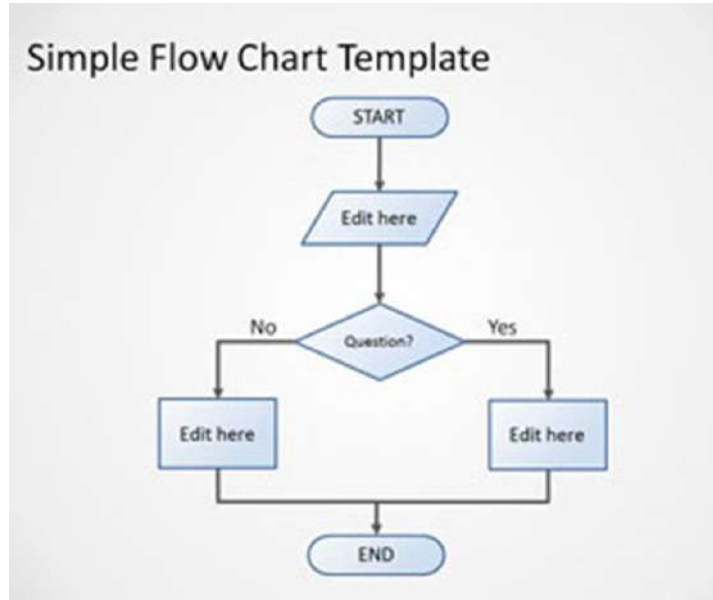 Simple Flow Chart Template
START
Edit here
No
Question?
Yes
Edit here
Edit here
END